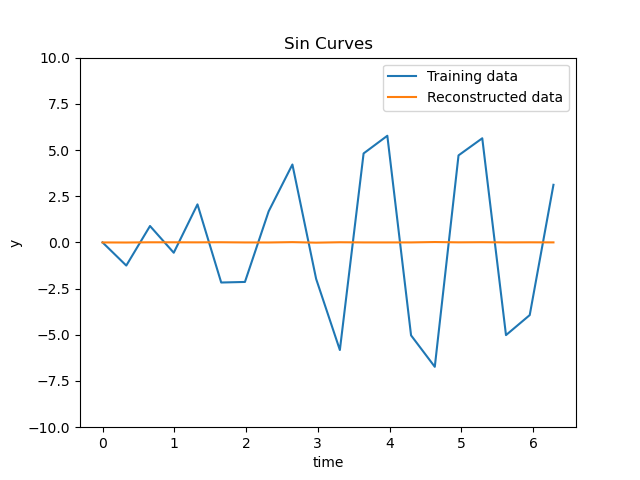 Sin Curves
Training data
Reconstructed data
10.0
7.5
5.0
2.5
0.0
−2.5
−5.0
−7.5
−10.0
y
0 1 2 3 4 5 6
time